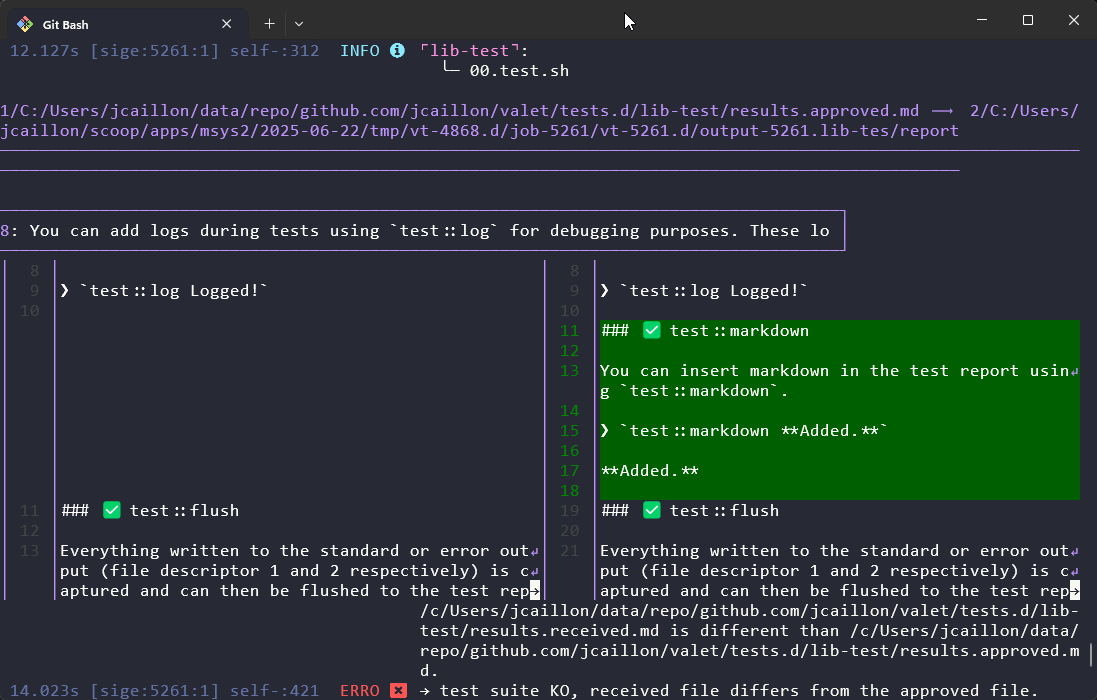 Git Bash
12.127s [sige:5261:1] self-:312 INFO "lib-test":
└─ 00.test.sh
1/C:/Users/jcaillon/data/repo/github.com/jcaillon/valet/tests.d/lib-test/results.approved.md ⟶ 2/C:/Users/
jcaillon/scoop/apps/msys2/2025-06-22/tmp/vt-4868.d/job-5261/vt-5261.d/output-5261.lib-tes/report
8: You can add logs during tests using `test::log` for debugging purposes. These lo
8 8
9 ❯ `test::log Logged!` 9 ❯ `test::log Logged!`
10 10
11 ### ✅ test::markdown
12
13 You can insert markdown in the test report usin↵
g `test::markdown`.
14
15 ❯ `test::markdown **Added.**`
16
17 **Added.**
18
11 ### ✅ test::flush 19 ### ✅ test::flush
12 20
13 Everything written to the standard or error out↵ 21 Everything written to the standard or error out↵
put (file descriptor 1 and 2 respectively) is c↵ put (file descriptor 1 and 2 respectively) is c↵
aptured and can then be flushed to the test rep→ aptured and can then be flushed to the test rep→
/c/Users/jcaillon/data/repo/github.com/jcaillon/valet/tests.d/lib-
test/results.received.md is different than /c/Users/jcaillon/data/
repo/github.com/jcaillon/valet/tests.d/lib-test/results.approved.m
d.
14.023s [sige:5261:1] self-:421 ERRO → test suite KO, received file differs from the approved file.